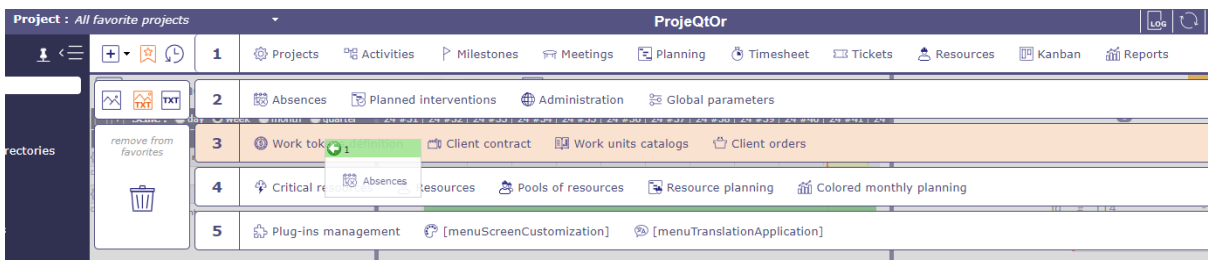 Project : All favorite projects ProjeQtOr LOG
1 Projects Activities Milestones Meetings Planning Timesheet Tickets Resources Kanban Reports
TXT TXT 2 Absences Planned interventions Administration Global parameters
week month quarter
remove from
favorites
3 Work definition Client contract Work units catalogs Client orders
1
rectories
4 Critical Resources Pools of resources Resource planning Colored monthly planning
Absences
5 Plug-ins management [menuScreenCustomization] [menuTranslationApplication]